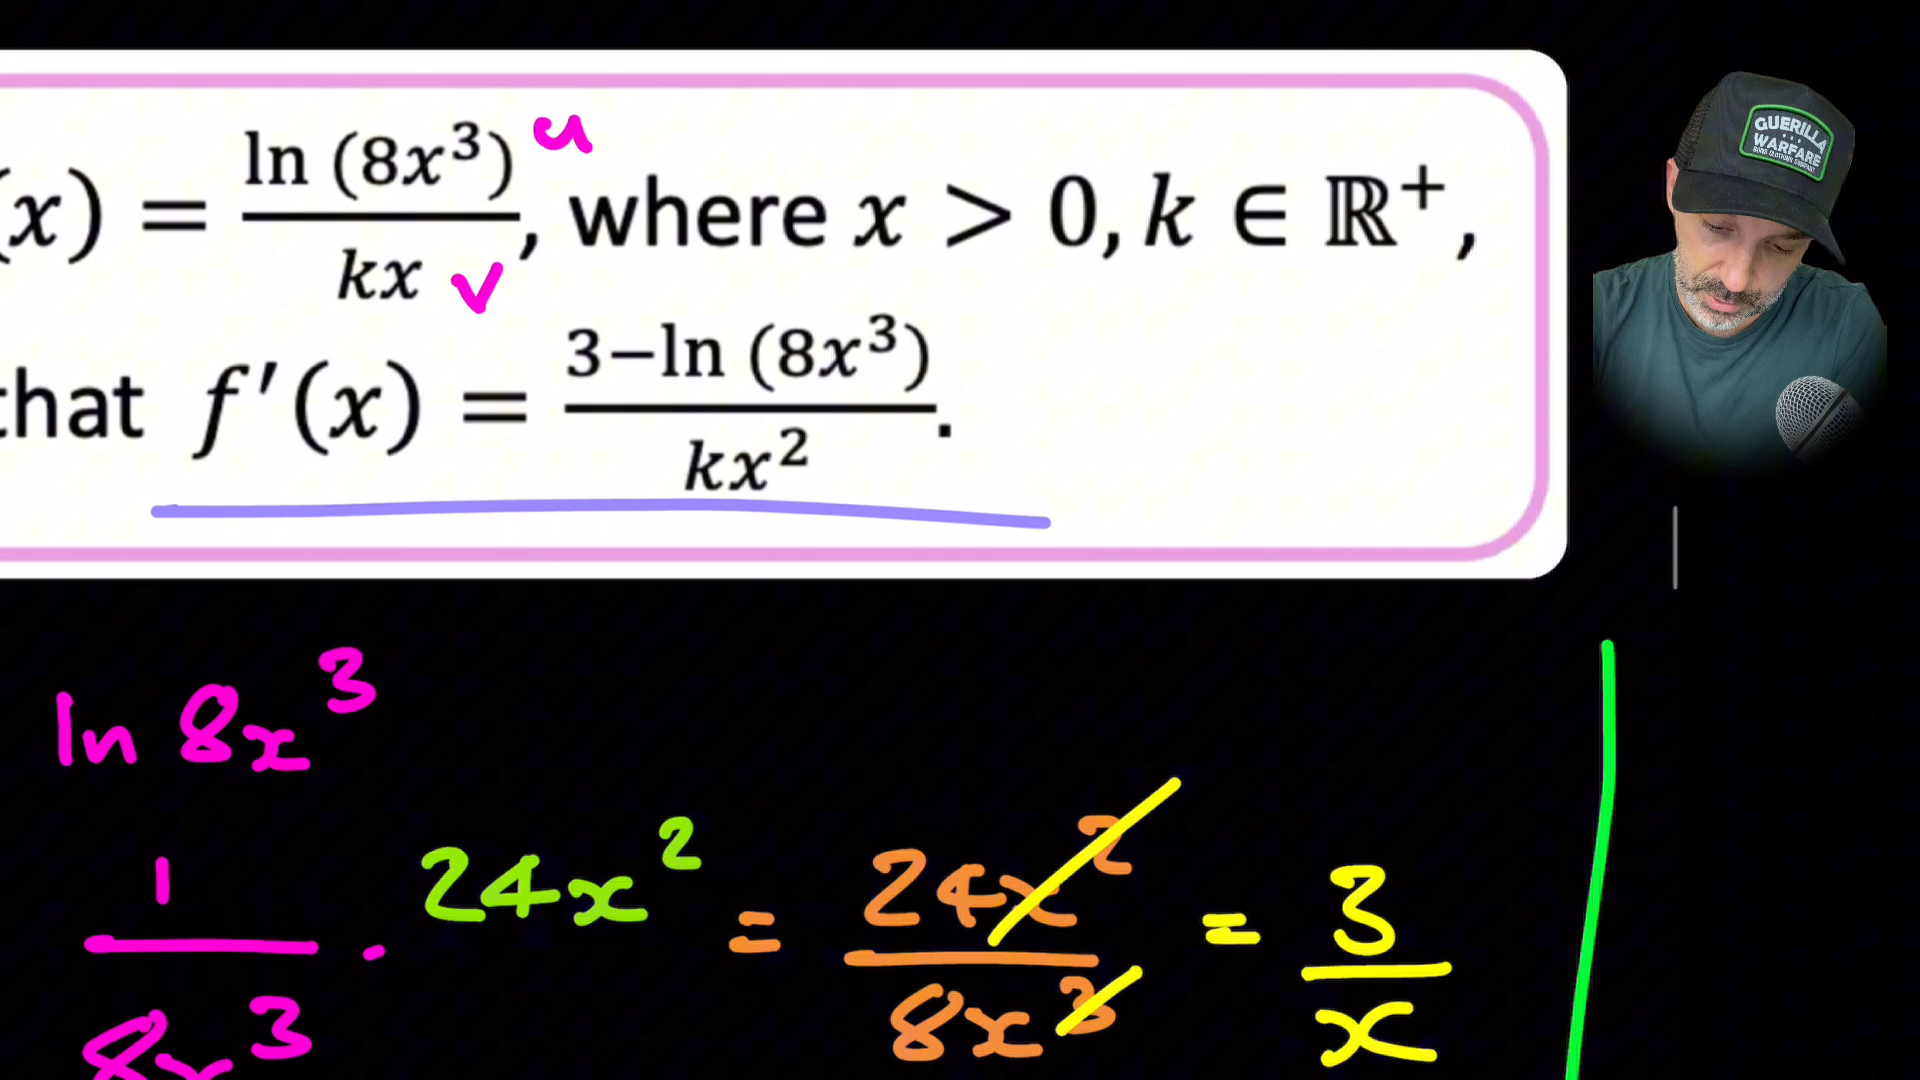 (x) = ln (8x³) / kx, where x > 0, k ∈ ℝ⁺,
u
v
that f′(x) = 3−ln (8x³) / kx².
GUERILLA
WARFARE
ln 8x³
1 / 8x³ · 24x² = 24x² / 8x³ = 3 / x